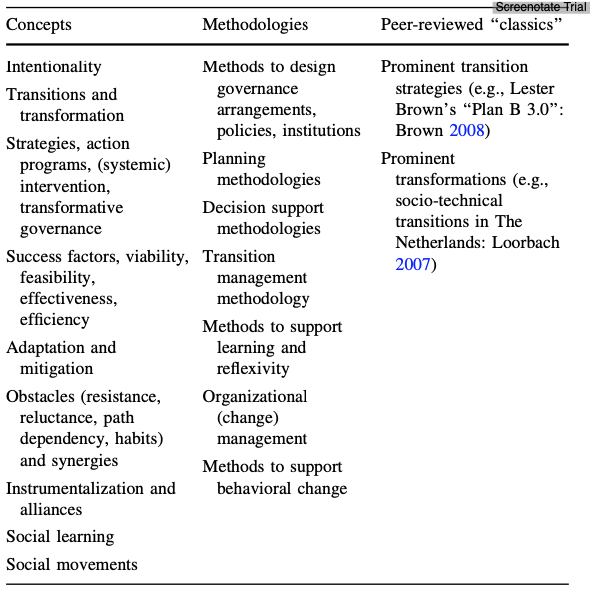 Screenotate Trial
Concepts
Intentionality
Transitions and
transformation
Strategies, action
programs, (systemic)
intervention,
transformative
governance
Success factors, viability,
feasibility,
effectiveness,
efficiency
Adaptation and
mitigation
Obstacles (resistance,
reluctance, path
dependency, habits)
and synergies
Instrumentalization and
alliances
Social learning
Social movements
Methodologies
Methods to design
governance
arrangements,
policies, institutions
Planning
methodologies
Decision support
methodologies
Transition
management
methodology
Methods to support
learning and
reflexivity
Organizational
(change)
management
Methods to support
behavioral change
Peer-reviewed “classics”
Prominent transition
strategies (e.g., Lester
Brown’s “Plan B 3.0”:
Brown 2008)
Prominent
transformations (e.g.,
socio-technical
transitions in The
Netherlands: Loorbach
2007)